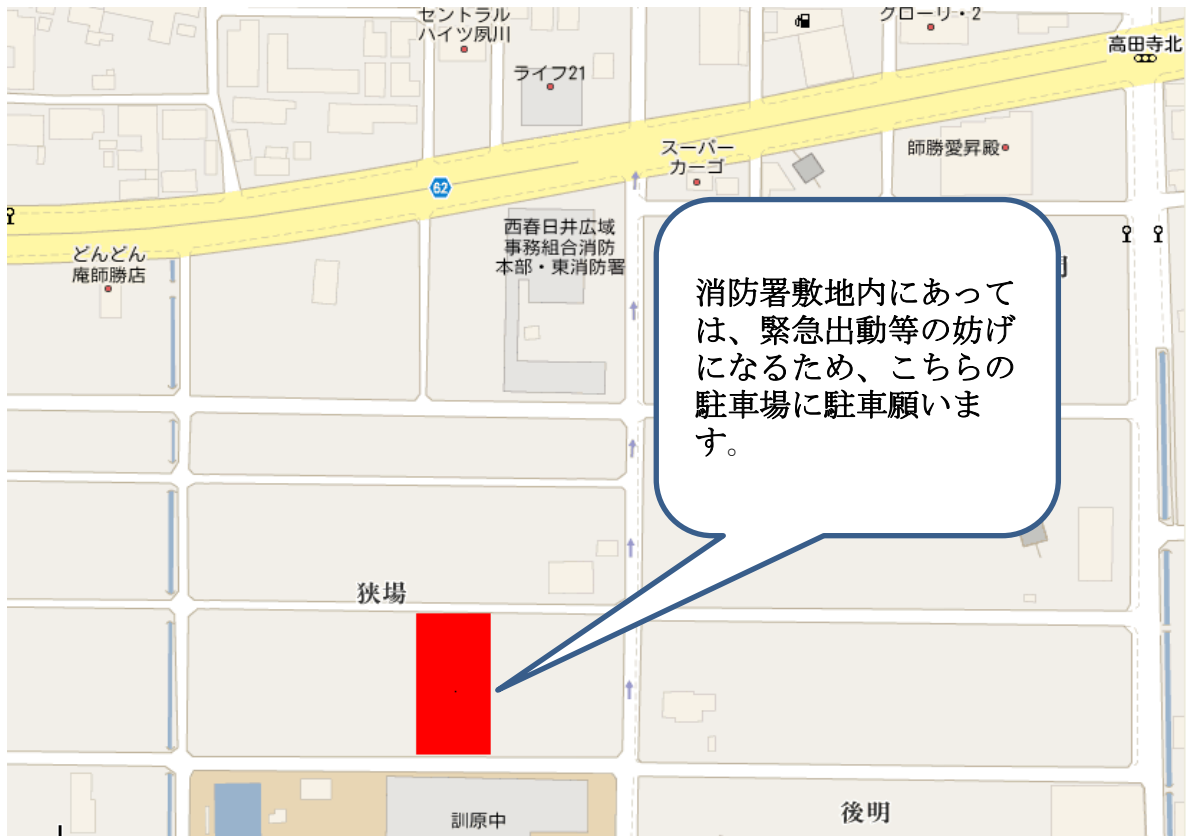 セントラル
ハイツ夙川
グローリ・2
高田寺北
ライフ21
スーパー
カーゴ
師勝愛昇殿
62
西春日井広域
事務組合消防
本部・東消防署
どんどん
庵師勝店
消防署敷地内にあって
は、緊急出動等の妨げ
になるため、こちらの
駐車場に駐車願いま
す。
狭場
訓原中
後明